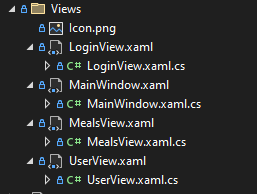 Views
Icon.png
LoginView.xaml
C# LoginView.xaml.cs
MainWindow.xaml
C# MainWindow.xaml.cs
MealsView.xaml
C# MealsView.xaml.cs
UserView.xaml
C# UserView.xaml.cs